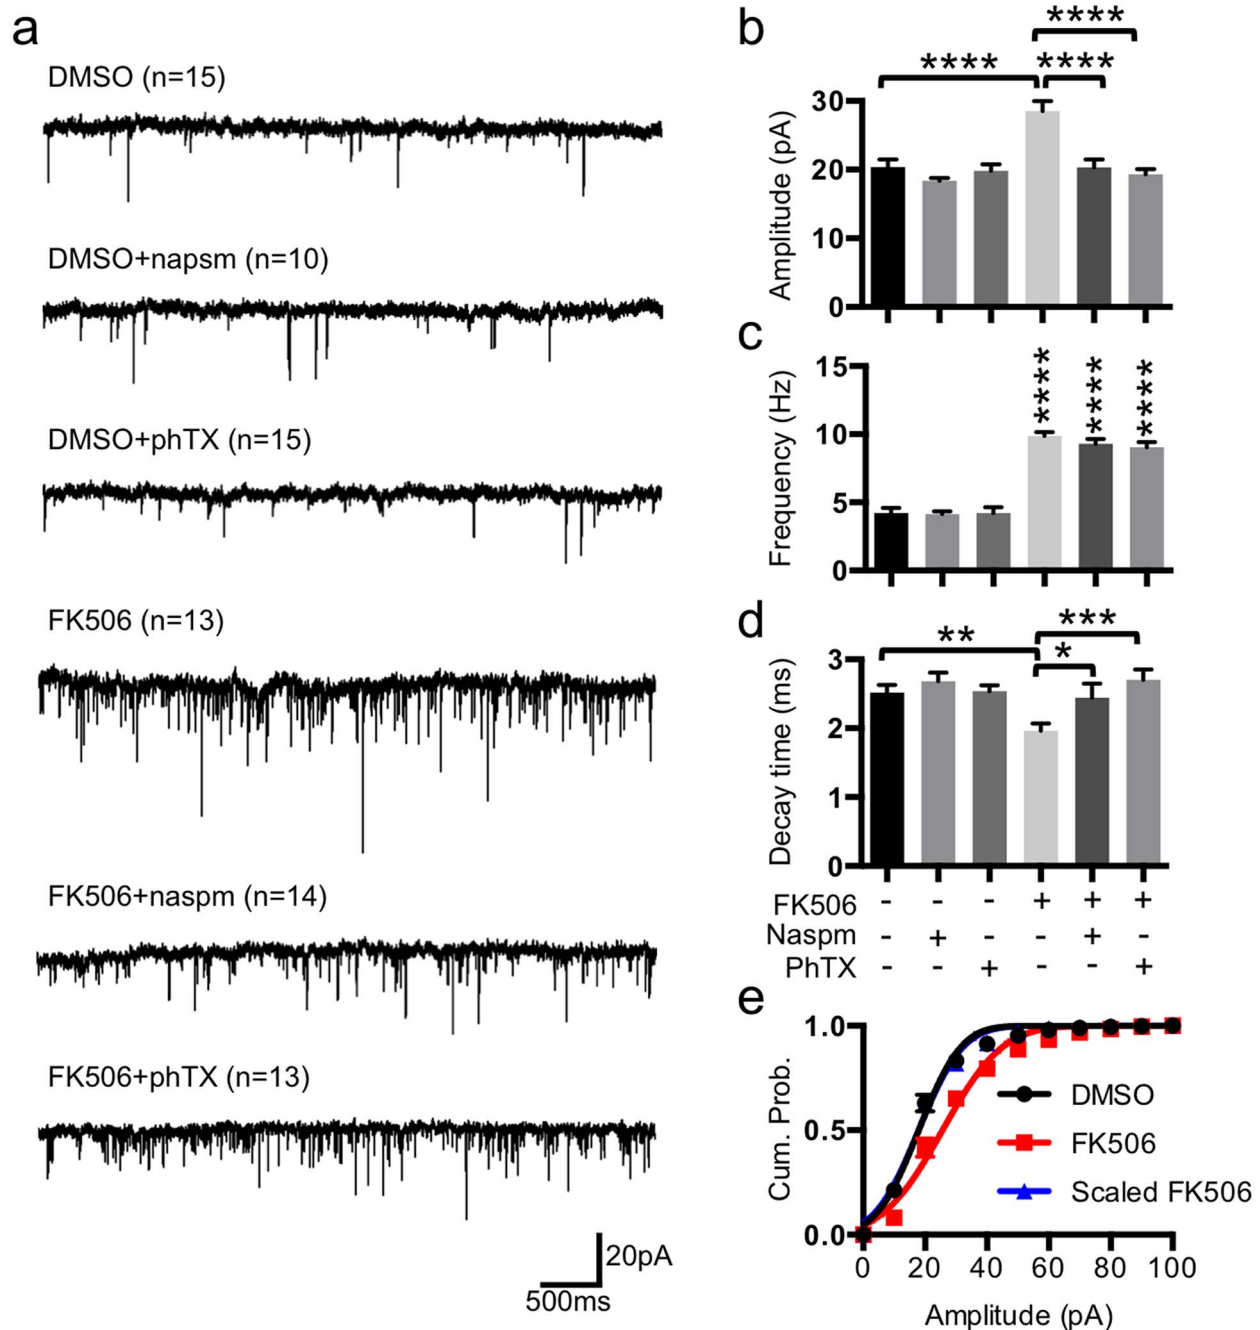 a
DMSO (n=15)
DMSO+napsm (n=10)
DMSO+phTX (n=15)
FK506 (n=13)
FK506+naspm (n=14)
FK506+phTX (n=13)
20pA
500ms
b
****
**** ****
30
20
10
0
Amplitude (pA)
c
**** **** ****
15
10
5
0
Frequency (Hz)
d
** ***
*
3
2
1
0
Decay time (ms)
FK506 - - - + + +
Naspm - + - - + -
PhTX - - + - - +
e
1.0
0.5
0.0
Cum. Prob.
DMSO
FK506
Scaled FK506
0 20 40 60 80 100
Amplitude (pA)